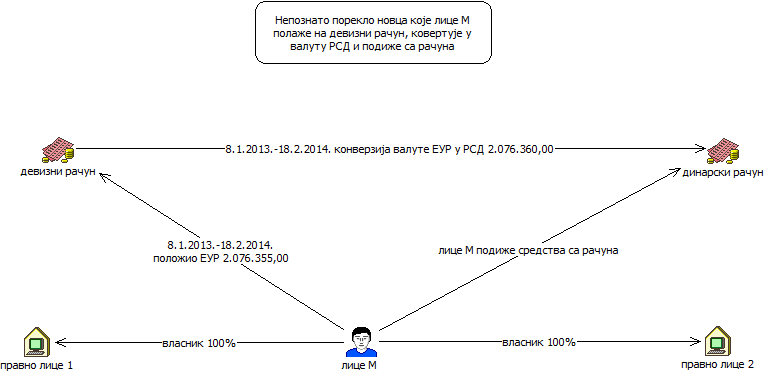 Непознато порекло новца које лице М
полаже на девизни рачун, ковертује у
валуту РСД и подиже са рачуна
8.1.2013.-18.2.2014. конверзија валуте ЕУР у РСД 2.076.360,00
девизни рачун
динарски рачун
8.1.2013.-18.2.2014.
положио ЕУР 2.076.355,00
лице М подиже средства са рачуна
власник 100%
власник 100%
правно лице 1
лице М
правно лице 2